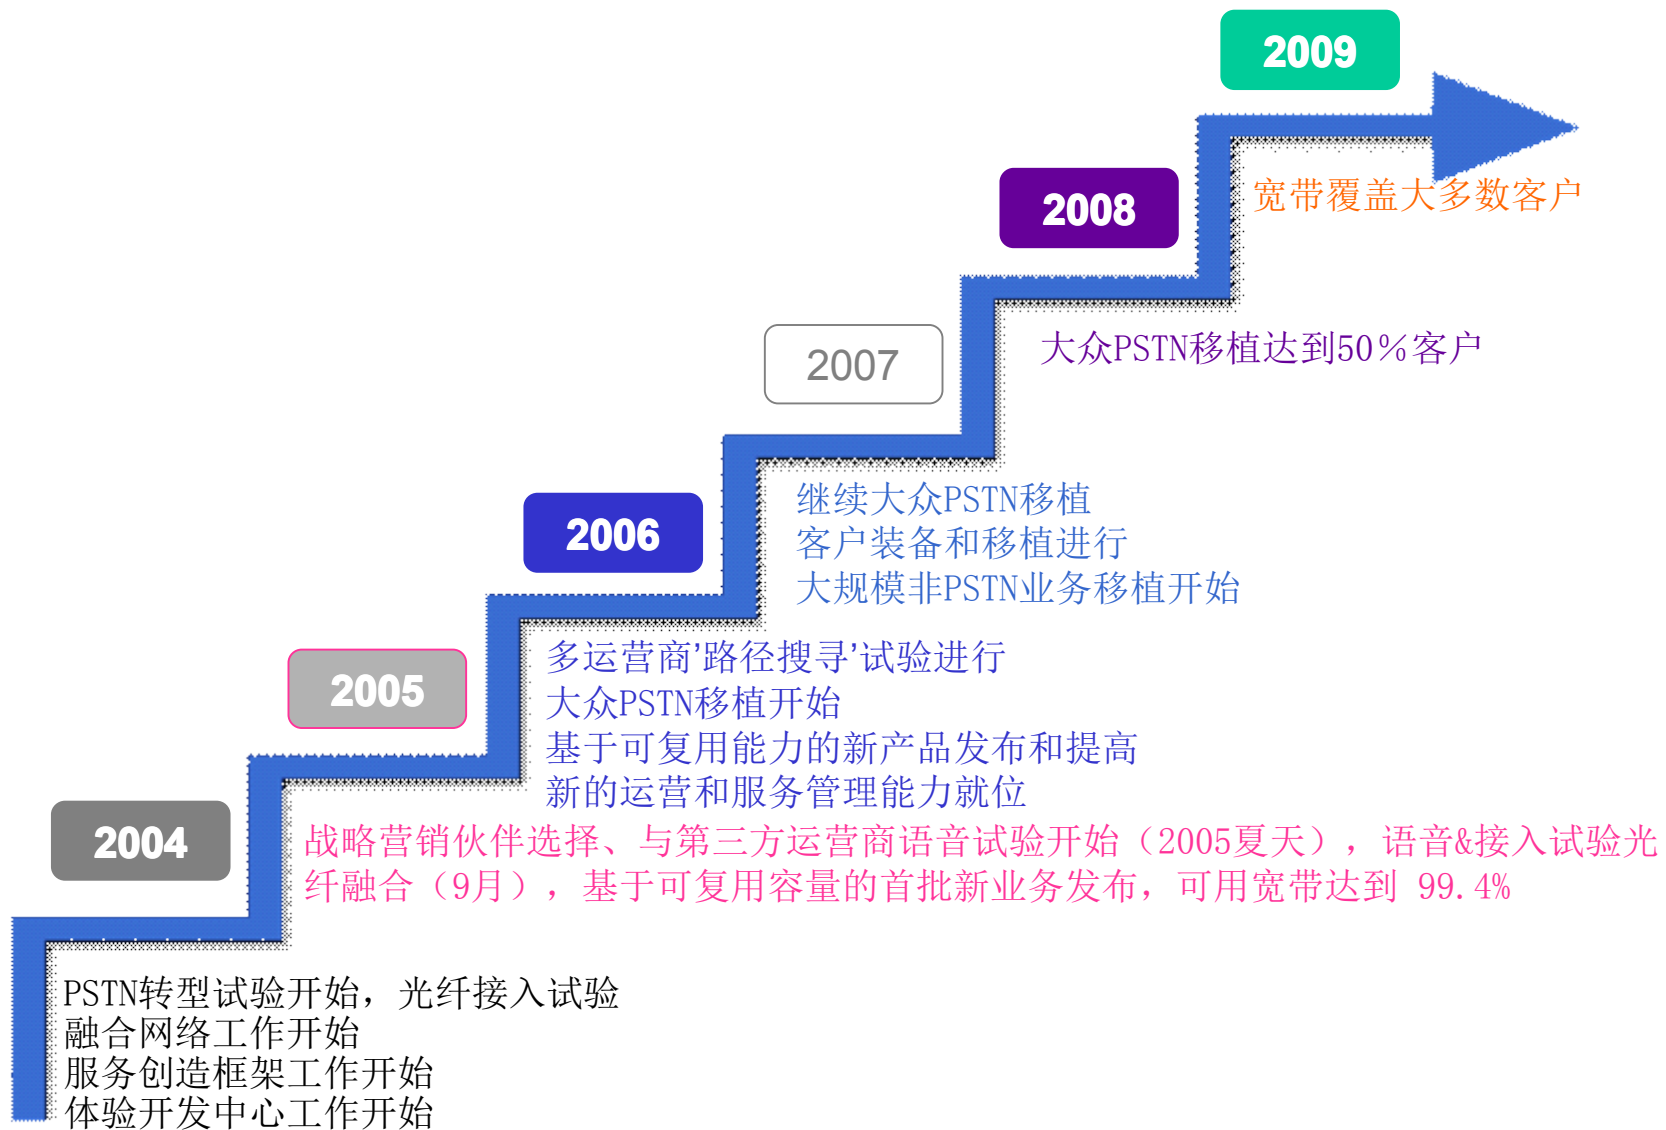 2009
宽带覆盖大多数客户
2008
大众PSTN移植达到50％客户
2007
继续大众PSTN移植
客户装备和移植进行
大规模非PSTN业务移植开始
2006
多运营商’路径搜寻’试验进行
大众PSTN移植开始
基于可复用能力的新产品发布和提高
新的运营和服务管理能力就位
2005
战略营销伙伴选择、与第三方运营商语音试验开始（2005夏天），语音&接入试验光
纤融合（9月），基于可复用容量的首批新业务发布，可用宽带达到 99.4%
2004
PSTN转型试验开始，光纤接入试验
融合网络工作开始
服务创造框架工作开始
体验开发中心工作开始